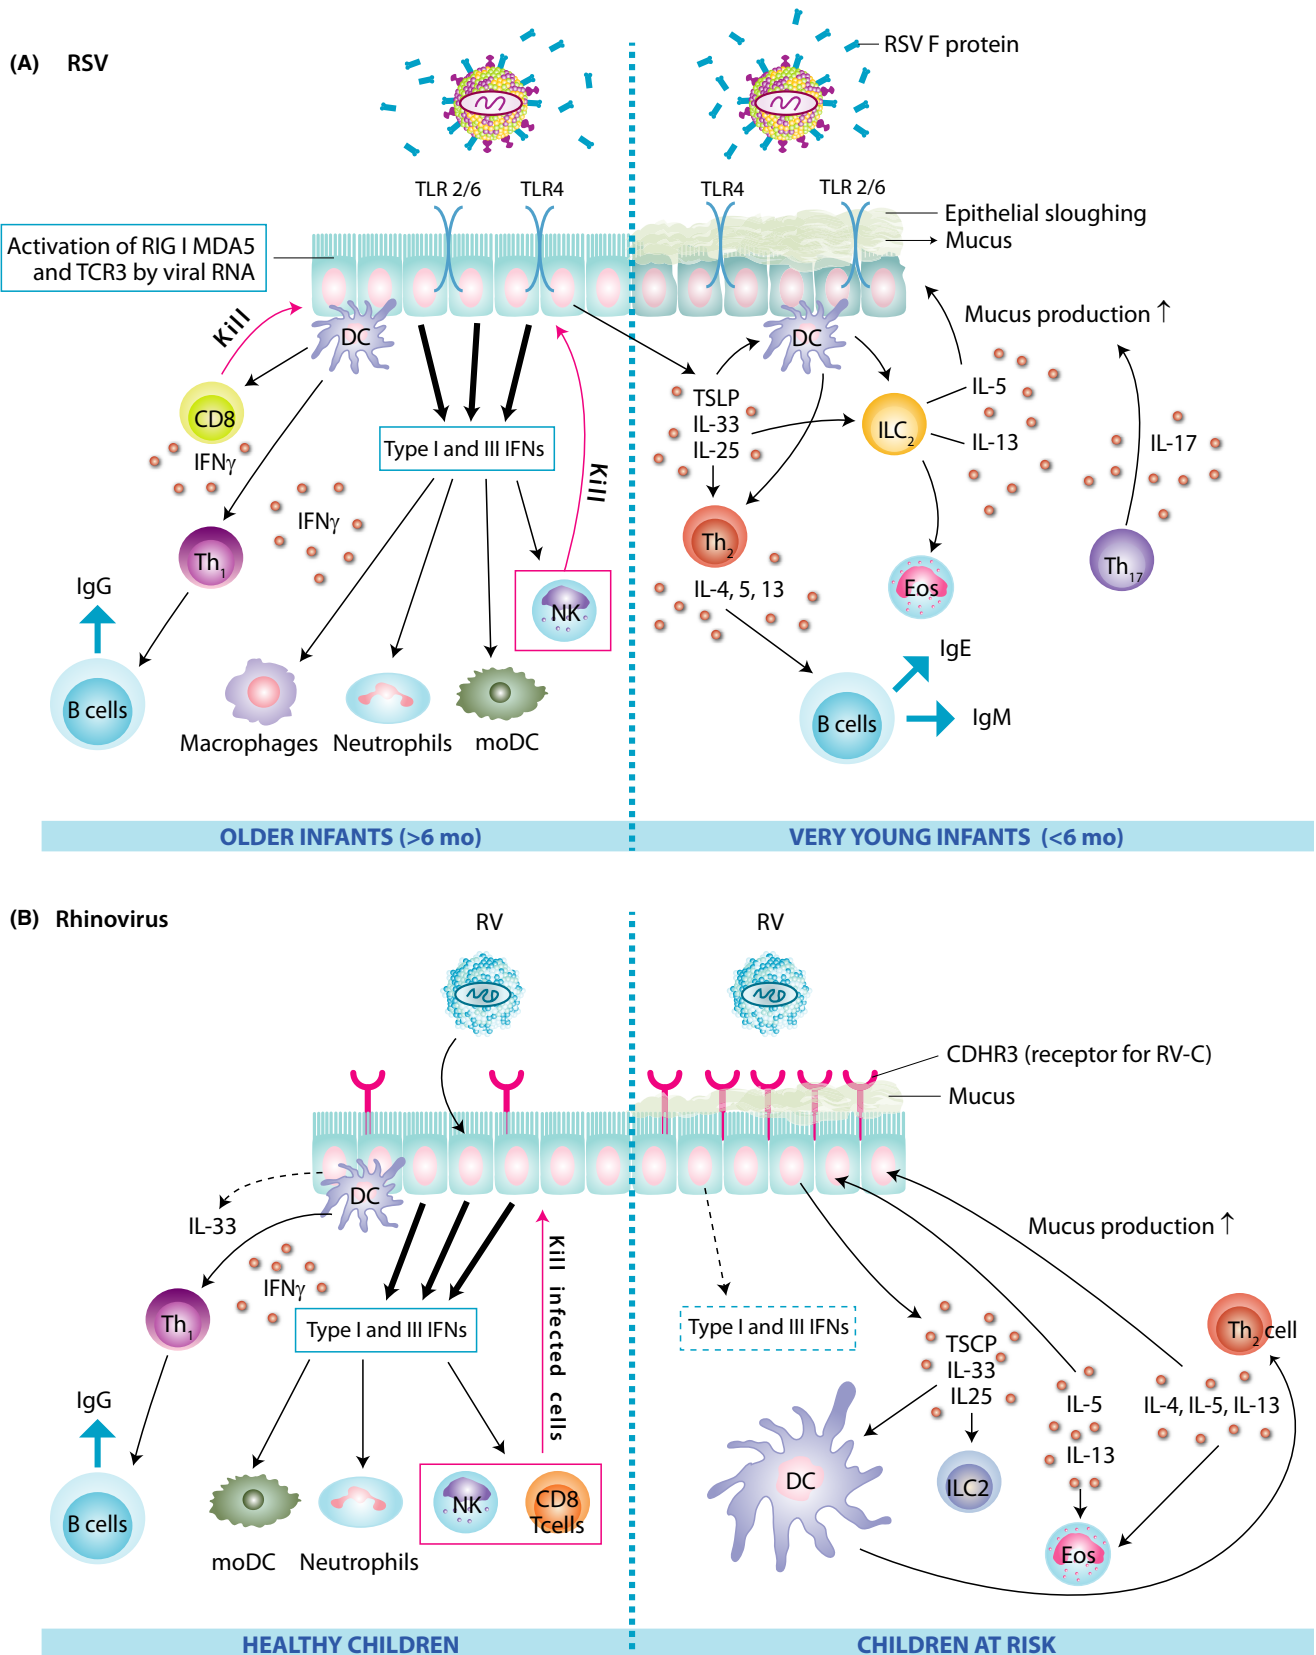 (A) RSV
RSV F protein
TLR 2/6
TLR4
TLR4
TLR 2/6
Epithelial sloughing
Mucus
Activation of RIG I MDA5
and TCR3 by viral RNA
Kill
DC
DC
Mucus production ↑
CD8
IFNγ
TSLP
IL-33
IL-25
ILC2
IL-5
IL-13
IL-17
Type I and III IFNs
Kill
IFNγ
Th1
Th2
Th17
IgG
NK
IL-4, 5, 13
Eos
IgE
B cells
B cells
IgM
Macrophages
Neutrophils
moDC
OLDER INFANTS (>6 mo)
VERY YOUNG INFANTS (<6 mo)
(B) Rhinovirus
RV
RV
CDHR3 (receptor for RV-C)
Mucus
DC
IL-33
Mucus production ↑
IFNγ
Kill infected cells
Th1
Type I and III IFNs
Type I and III IFNs
TSCP
IL-33
IL25
Th2 cell
IL-5
IL-13
IL-4, IL-5, IL-13
IgG
B cells
NK
CD8
Tcells
DC
ILC2
Eos
moDC
Neutrophils
HEALTHY CHILDREN
CHILDREN AT RISK